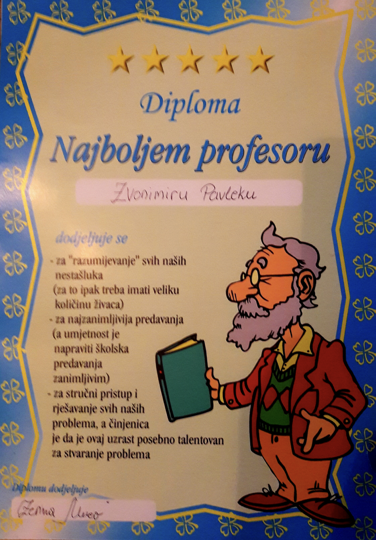 Diploma
Najboljem profesoru
Zvonimiru Pavleku
dodjeljuje se
- za "razumijevanje" svih naših
nestašluka
(za to ipak treba imati veliku
količinu živaca)
- za najzanimljivija predavanja
(a umjetnost je
napraviti školska
predavanja
zanimljivim)
- za stručni pristup i
rješavanje svih naših
problema, a činjenica
je da je ovaj uzrast posebno talentovan
za stvaranje problema
Diplomu dodjeljuje